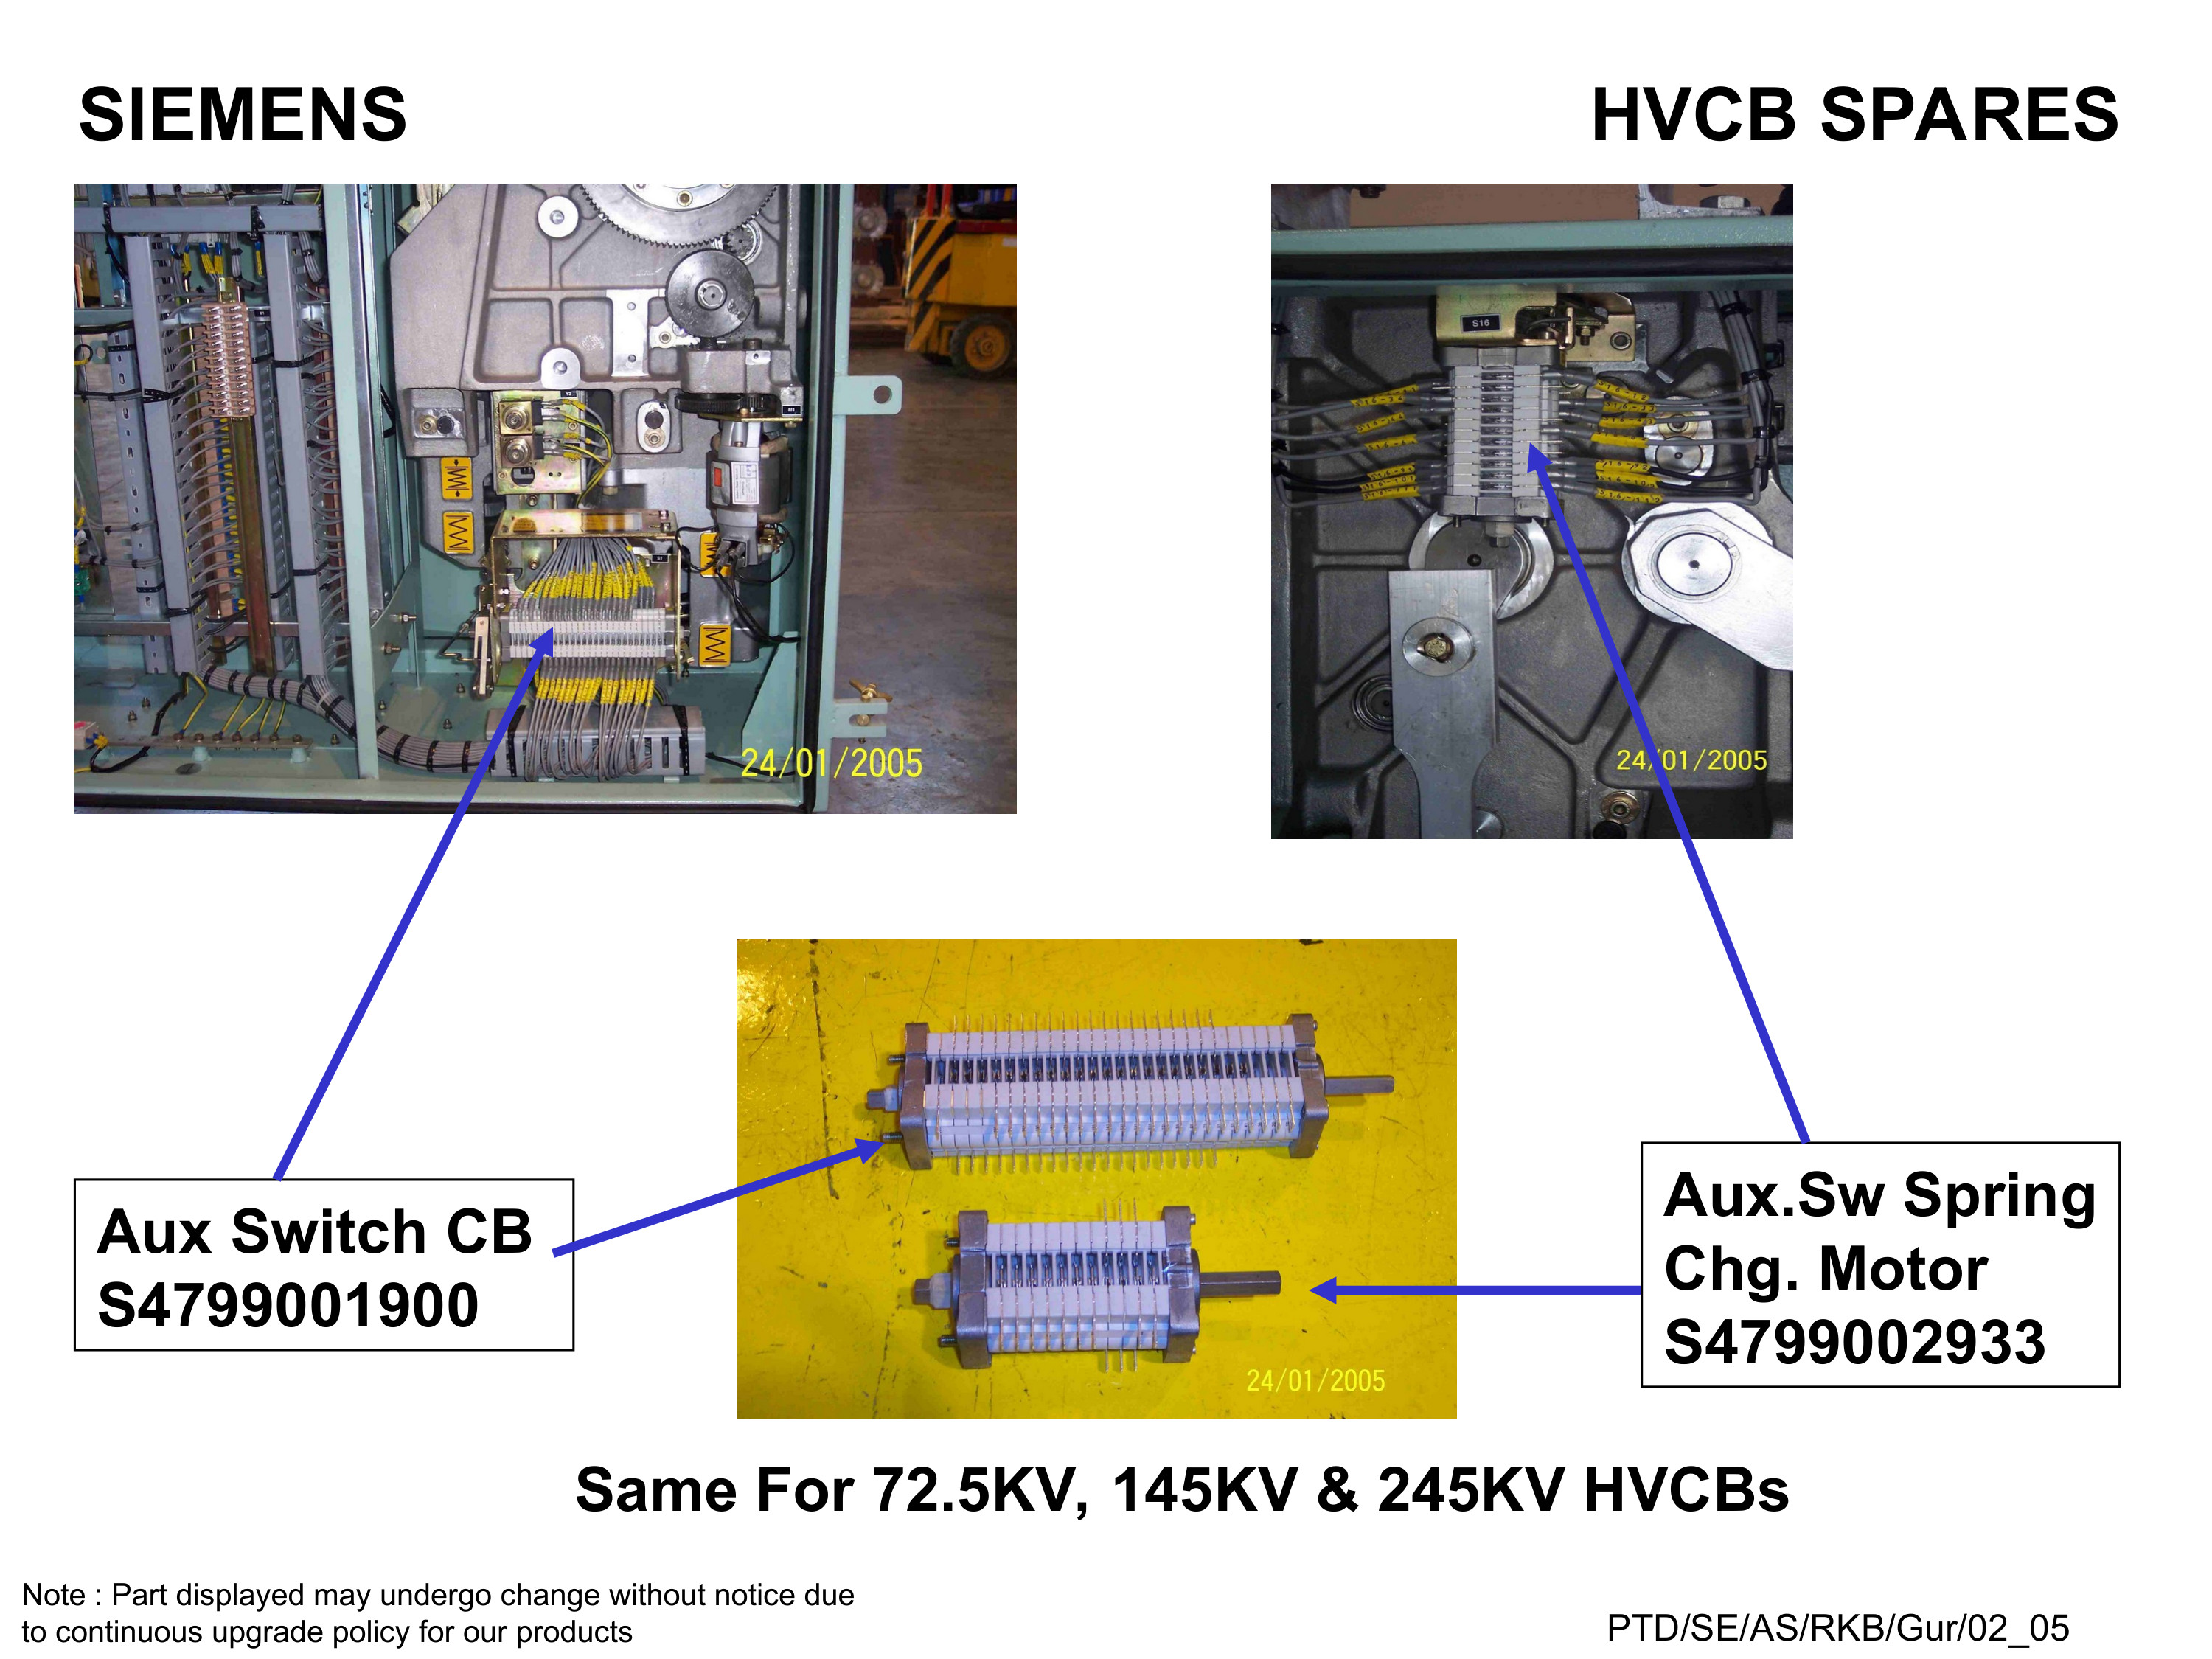 SIEMENS
HVCB SPARES
S16
24/01/2005
24/01/2005
Aux Switch CB
S4799001900
Aux.Sw Spring
Chg. Motor
S4799002933
24/01/2005
Same For 72.5KV, 145KV & 245KV HVCBs
Note : Part displayed may undergo change without notice due
to continuous upgrade policy for our products
PTD/SE/AS/RKB/Gur/02_05